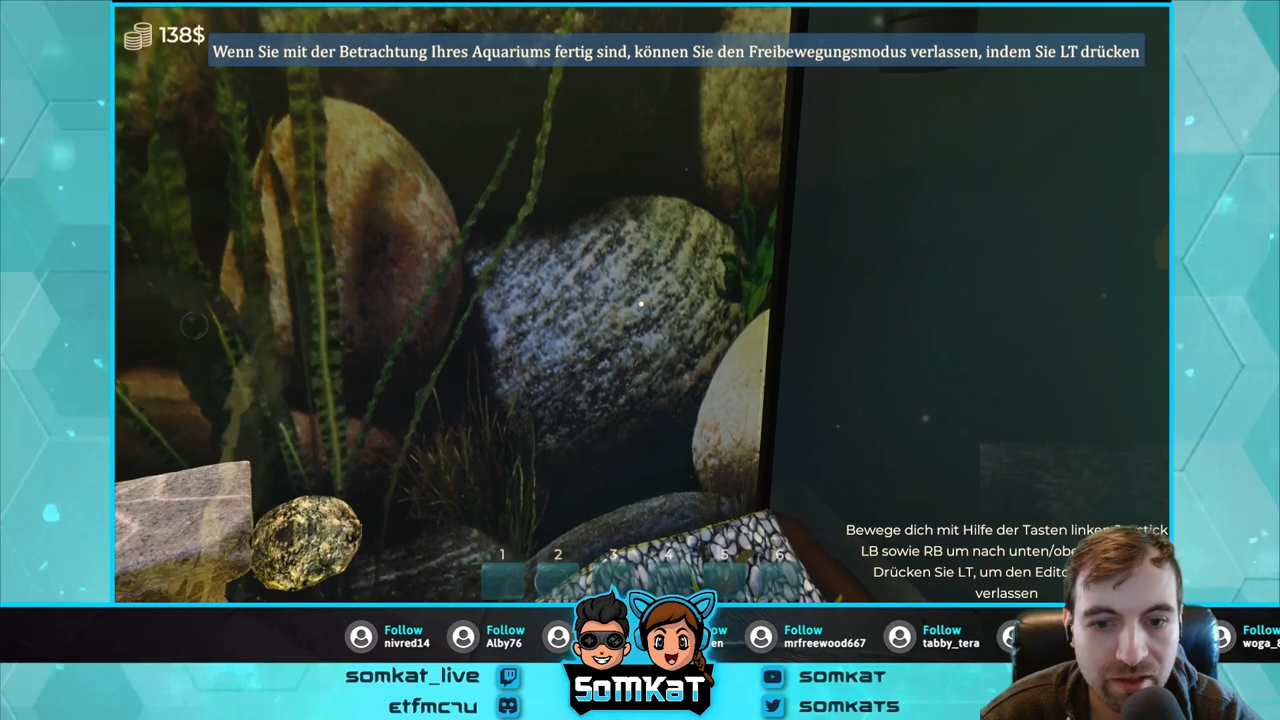 138$
Wenn Sie mit der Betrachtung Ihres Aquariums fertig sind, können Sie den Freibewegungsmodus verlassen, indem Sie LT drücken
Bewege dich mit Hilfe der Tasten linker
LB sowie RB um nach unten/obe
Drücken Sie LT, um den Edito
verlassen
1 2 3 4 5 6
Follow
nivred14
Follow
Alby76
Follow
mrfreewood667
Follow
tabby_tera
SOMKAT
somkat_live
SOMKAT
ETFMC7U
SOMKATS